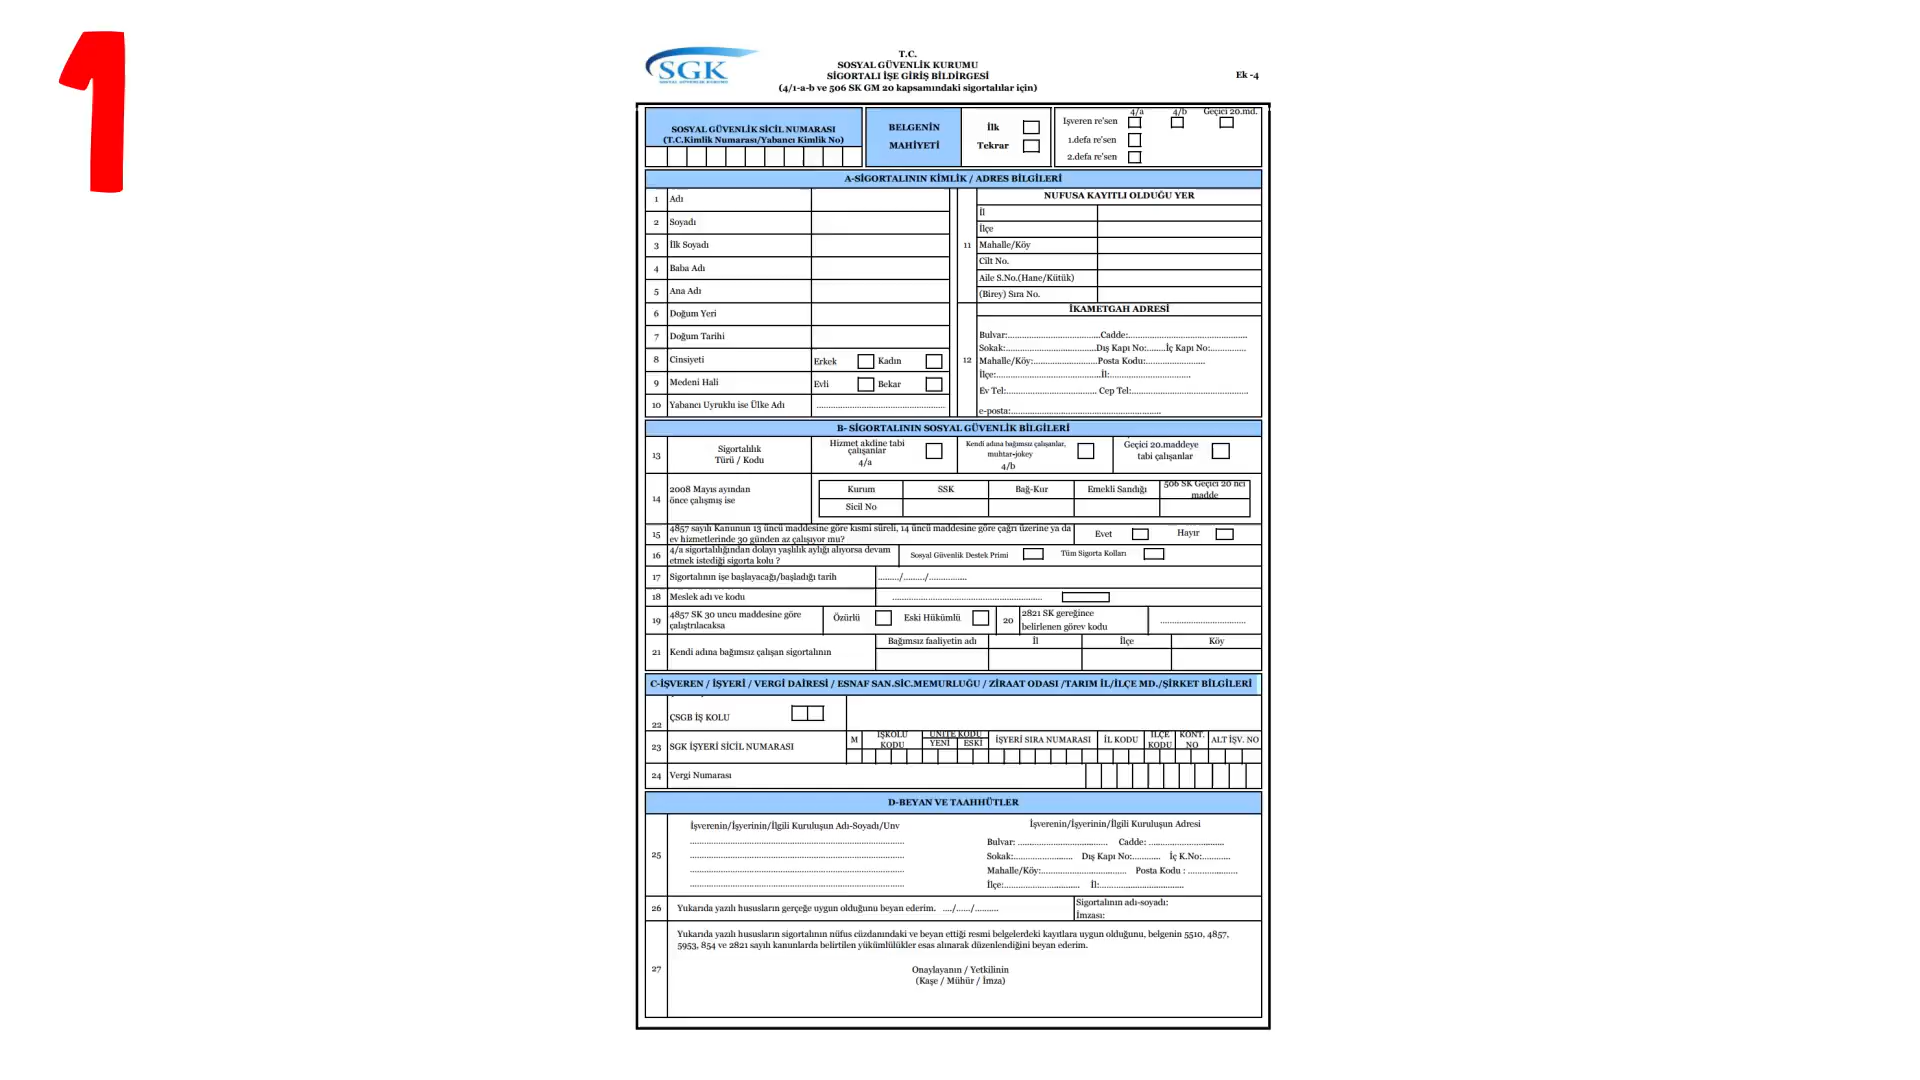 1
SGK
SOSYAL GÜVENLİK KURUMU
T.C.
SOSYAL GÜVENLİK KURUMU
SİGORTALI İŞE GİRİŞ BİLDİRGESİ
(4/1-a-b ve 506 SK GM 20 kapsamındaki sigortalılar için)
Ek -4
SOSYAL GÜVENLİK SİCİL NUMARASI
(T.C.Kimlik Numarası/Yabancı Kimlik No)
BELGENİN
MAHİYETİ
İlk
Tekrar
4/a 4/b Geçici 20.md.
İşveren re'sen
1.defa re'sen
2.defa re'sen
A-SİGORTALININ KİMLİK / ADRES BİLGİLERİ
1 Adı
2 Soyadı
3 İlk Soyadı
4 Baba Adı
5 Ana Adı
6 Doğum Yeri
7 Doğum Tarihi
8 Cinsiyeti Erkek Kadın
9 Medeni Hali Evli Bekar
10 Yabancı Uyruklu ise Ülke Adı ........................................................
11
NUFUSA KAYITLI OLDUĞU YER
İl
İlçe
Mahalle/Köy
Cilt No.
Aile S.No.(Hane/Kütük)
(Birey) Sıra No.
12
İKAMETGAH ADRESİ
Bulvar:.......................................Cadde:..................................................
Sokak:......................................Dış Kapı No:........İç Kapı No:...............
Mahalle/Köy:...........................Posta Kodu:.........................
İlçe:............................................İl:..................................
Ev Tel:...................................... Cep Tel:.................................................
e-posta:...............................................................
B- SİGORTALININ SOSYAL GÜVENLİK BİLGİLERİ
13 Sigortalılık
Türü / Kodu
Hizmet akdine tabi
çalışanlar
4/a
Kendi adına bağımsız çalışanlar,
muhtar-jokey
4/b
Geçici 20.maddeye
tabi çalışanlar
14 2008 Mayıs ayından
önce çalışmış ise
Kurum SSK Bağ-Kur Emekli Sandığı 506 SK Geçici 20 nci
madde
Sicil No
15 4857 sayılı Kanunun 13 üncü maddesine göre kısmi süreli, 14 üncü maddesine göre çağrı üzerine ya da
ev hizmetlerinde 30 günden az çalışıyor mu?
Evet Hayır
16 4/a sigortalılığından dolayı yaşlılık aylığı alıyorsa devam
etmek istediği sigorta kolu ?
Sosyal Güvenlik Destek Primi Tüm Sigorta Kolları
17 Sigortalının işe başlayacağı/başladığı tarih ........./........./................
18 Meslek adı ve kodu ...............................................................
19 4857 SK 30 uncu maddesine göre
çalıştrılacaksa
Özürlü Eski Hükümlü
20 2821 SK gereğince
belirlenen görev kodu ....................................
21 Kendi adına bağımsız çalışan sigortalının
Bağımsız faaliyetin adı İl İlçe Köy
C-İŞVEREN / İŞYERİ / VERGİ DAİRESİ / ESNAF SAN.SİC.MEMURLUĞU / ZİRAAT ODASI /TARIM İL/İLÇE MD./ŞİRKET BİLGİLERİ
22 ÇSGB İŞ KOLU
23 SGK İŞYERİ SİCİL NUMARASI
M İŞKOLU
KODU
ÜNİTE KODU
YENİ ESKİ
İŞYERİ SIRA NUMARASI İL KODU İLÇE
KODU
KONT.
NO
ALT İŞV. NO
24 Vergi Numarası
D-BEYAN VE TAAHHÜTLER
25
İşverenin/İşyerinin/İlgili Kuruluşun Adı-Soyadı/Unv
..........................................................................................
..........................................................................................
..........................................................................................
..........................................................................................
İşverenin/İşyerinin/İlgili Kuruluşun Adresi
Bulvar: ...................................... Cadde: ................................
Sokak:......................... Dış Kapı No:............ İç K.No:............
Mahalle/Köy:.................................... Posta Kodu : .....................
İlçe:................................ İl:....................................
26 Yukarıda yazılı hususların gerçeğe uygun olduğunu beyan ederim. ..../....../..........
Sigortalının adı-soyadı:
İmzası:
27
Yukarıda yazılı hususların sigortalının nüfus cüzdanındaki ve beyan ettiği resmi belgelerdeki kayıtlara uygun olduğunu, belgenin 5510, 4857,
5953, 854 ve 2821 sayılı kanunlarda belirtilen yükümlülükler esas alınarak düzenlendiğini beyan ederim.
Onaylayanın / Yetkilinin
(Kaşe / Mühür / İmza)